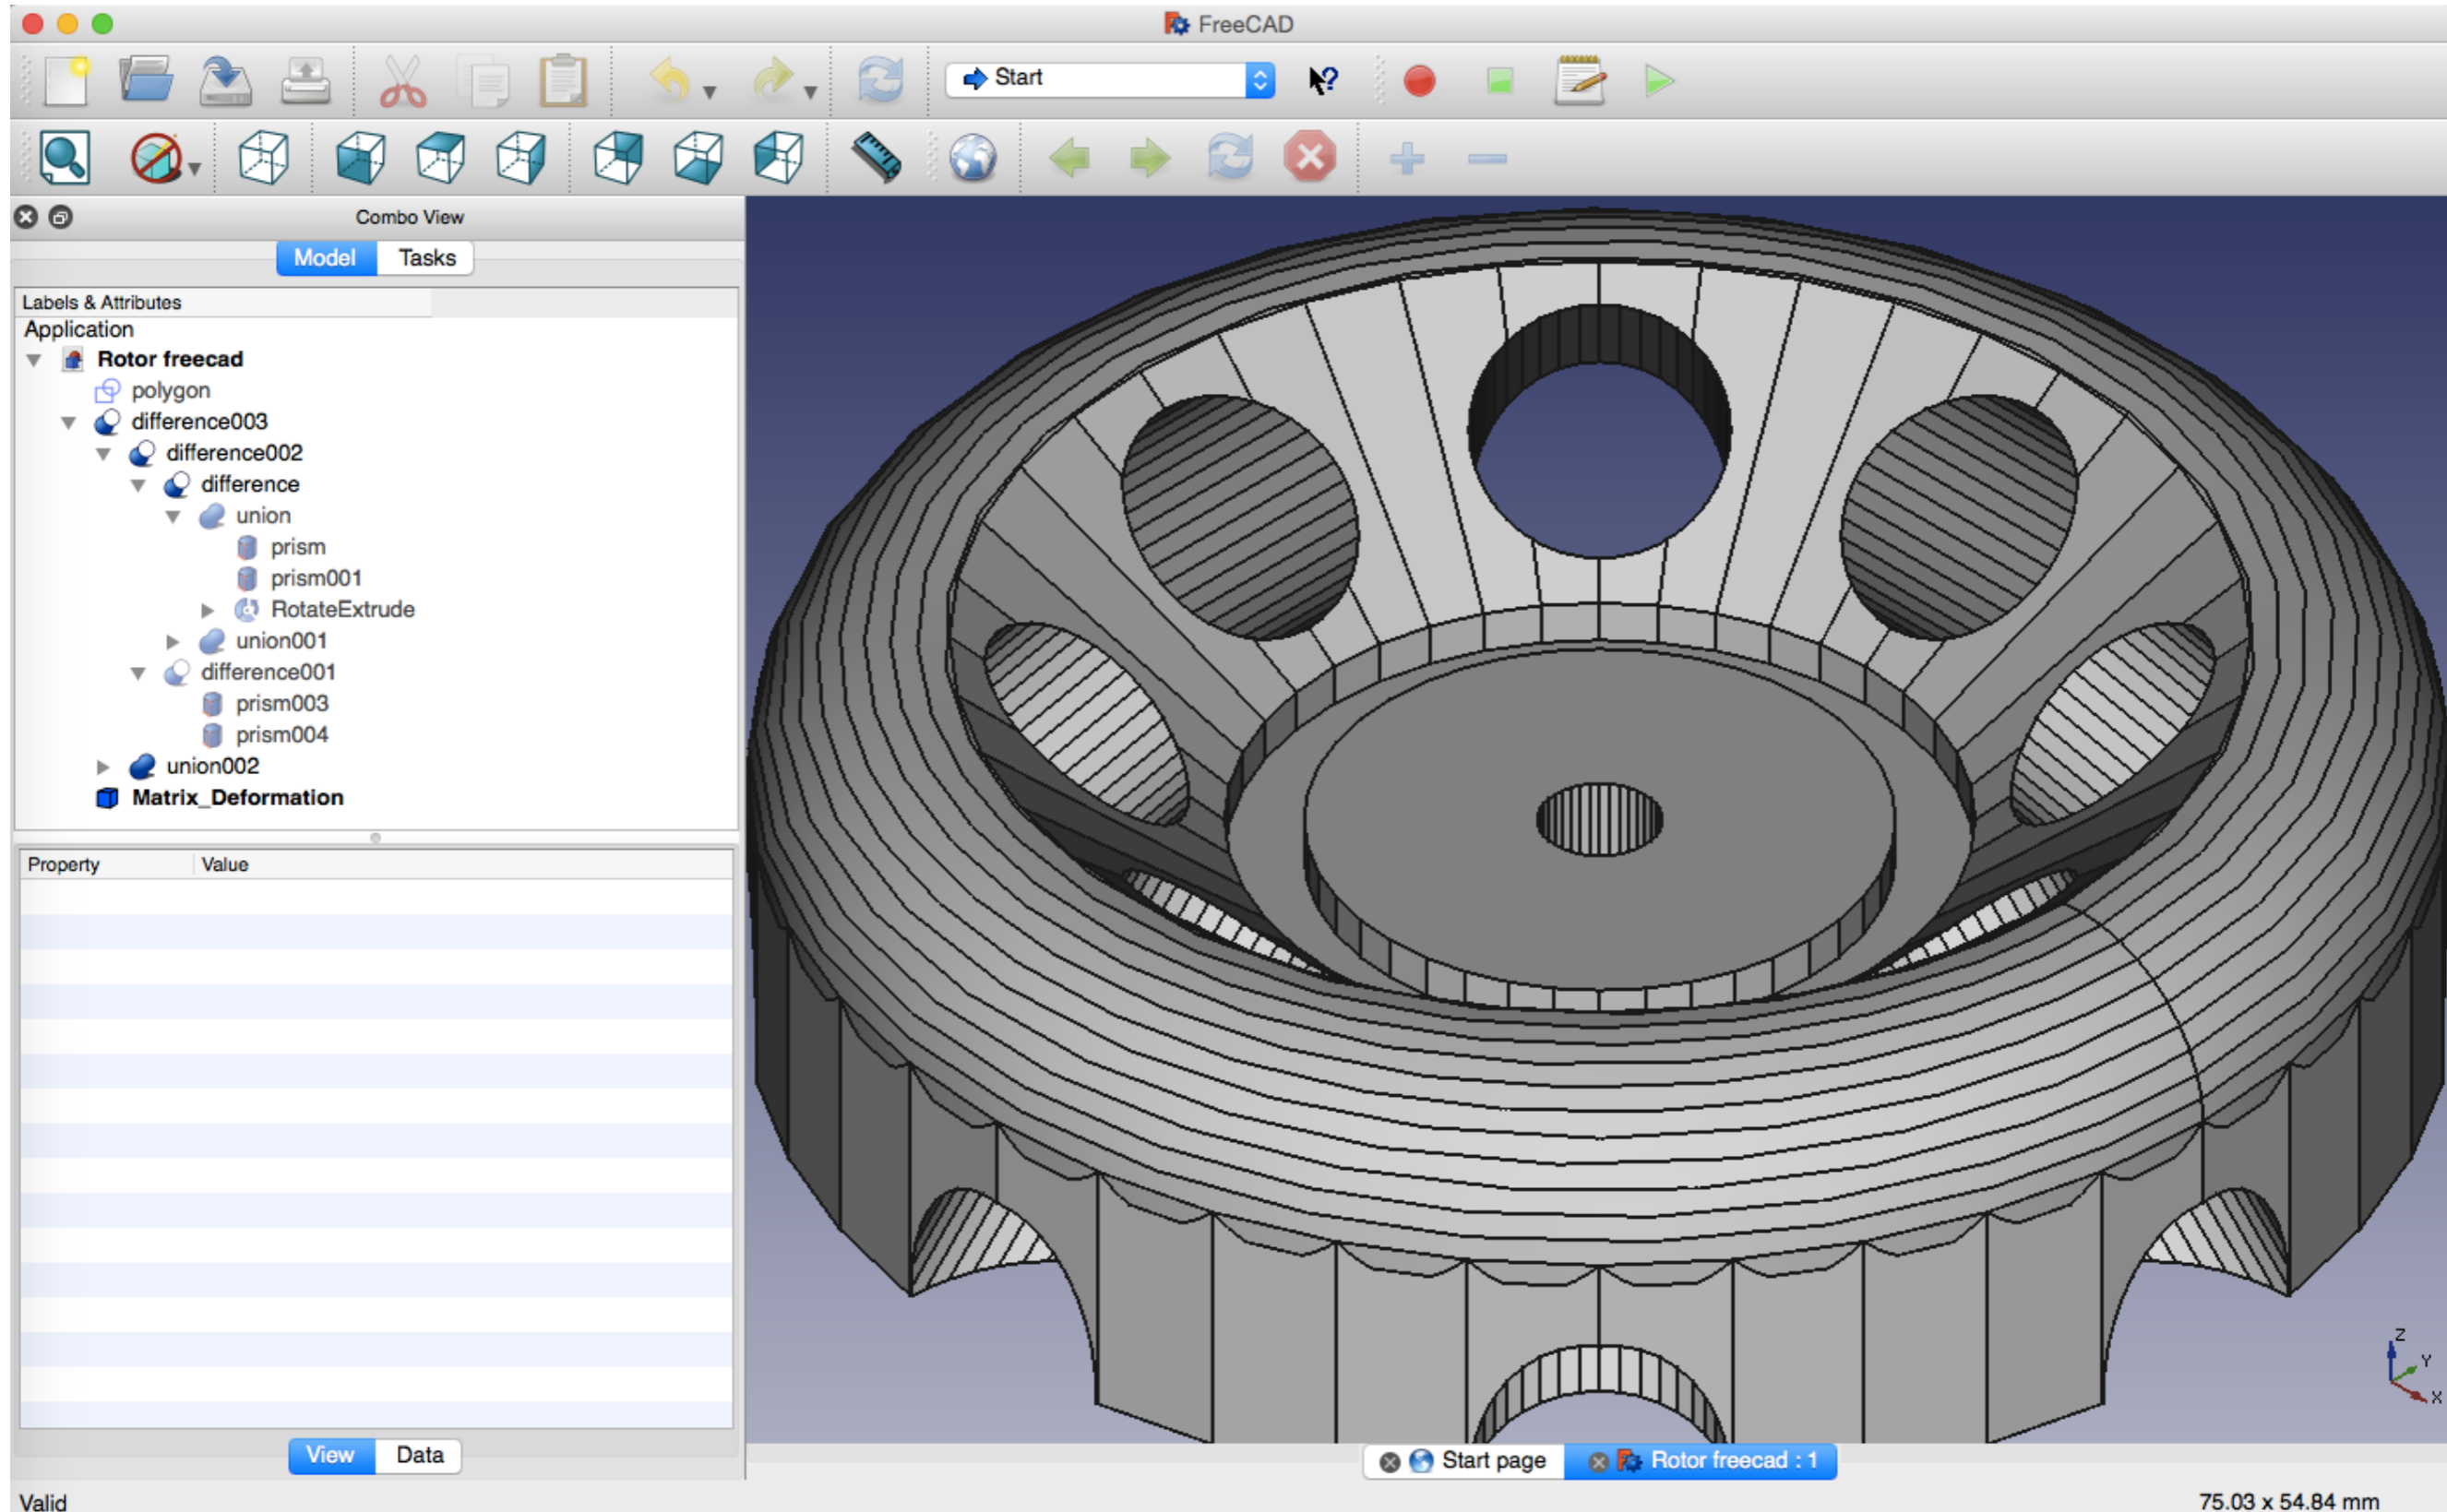 FreeCAD
Start
Combo View
Model Tasks
Labels & Attributes
Application
Rotor freecad
polygon
difference003
difference002
difference
union
prism
prism001
RotateExtrude
union001
difference001
prism003
prism004
union002
Matrix_Deformation
Property Value
View Data
Z
Y
X
Start page Rotor freecad : 1
Valid 75.03 x 54.84 mm